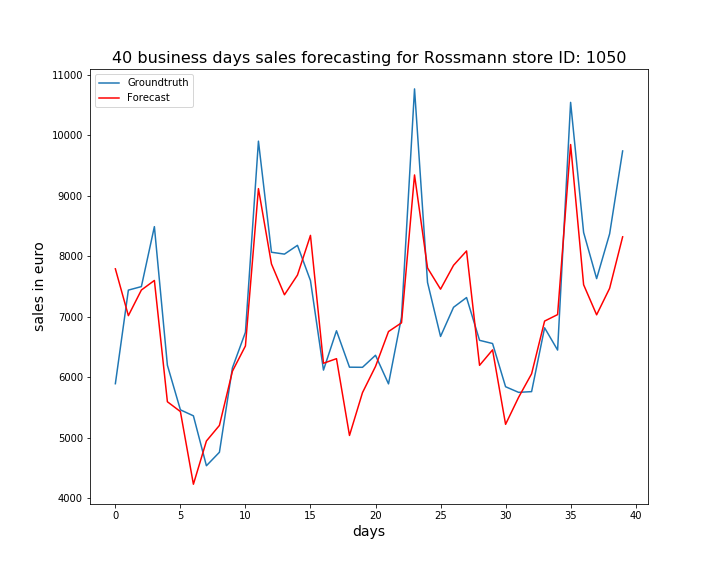 40 business days sales forecasting for Rossmann store ID: 1050
Groundtruth
Forecast
11000
10000
9000
8000
7000
6000
5000
4000
sales in euro
0 5 10 15 20 25 30 35 40
days